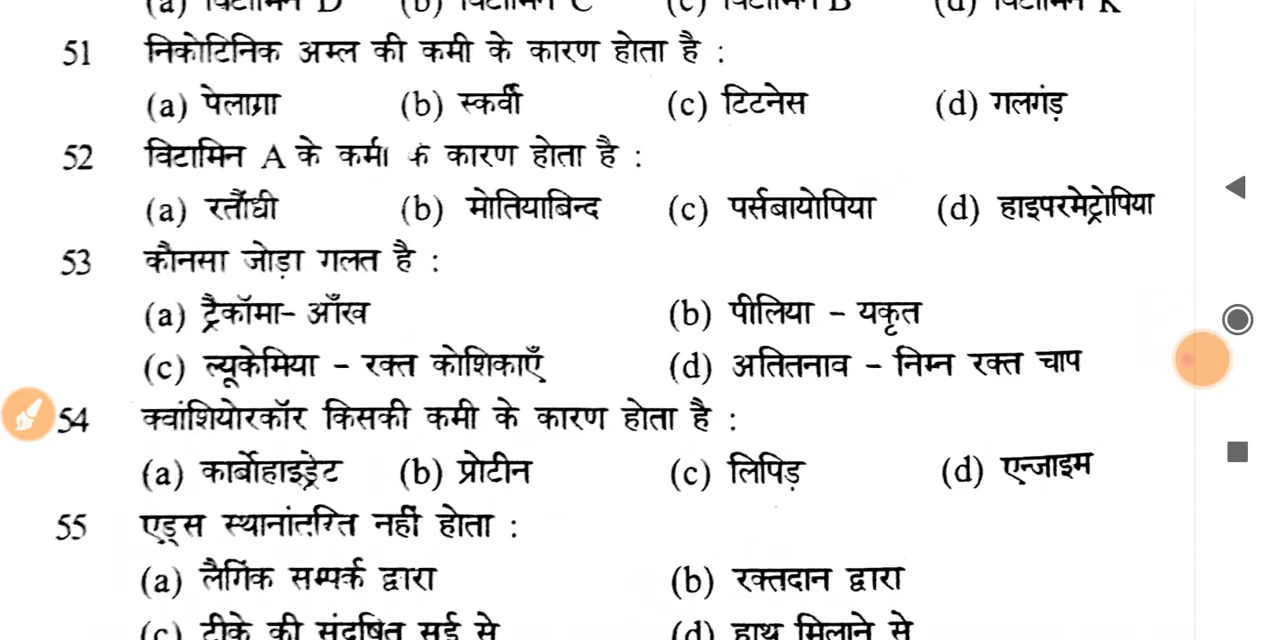 (a) विटामिन D (b) विटामिन C (c) विटामिन B (d) विटामिन K
51 निकोटिनिक अम्ल की कमी के कारण होता है :
(a) पेलाग्रा (b) स्कर्वी (c) टिटनेस (d) गलगंड़
52 विटामिन A के कमी के कारण होता है :
(a) रतौंधी (b) मोतियाबिन्द (c) पर्सबायोपिया (d) हाइपरमेट्रोपिया
53 कौनसा जोड़ा गलत है :
(a) ट्रैकॉमा- आँख (b) पीलिया - यकृत
(c) ल्यूकेमिया - रक्त कोशिकाएँ (d) अतितनाव - निम्न रक्त चाप
54 क्वांशियोरकॉर किसकी कमी के कारण होता है :
(a) कार्बोहाइड्रेट (b) प्रोटीन (c) लिपिड़ (d) एन्जाइम
55 एड्स स्थानांतरित नहीं होता :
(a) लैगिंक सम्पर्क द्वारा (b) रक्तदान द्वारा
(c) टीके की संदूषित सुई से (d) हाथ मिलाने से